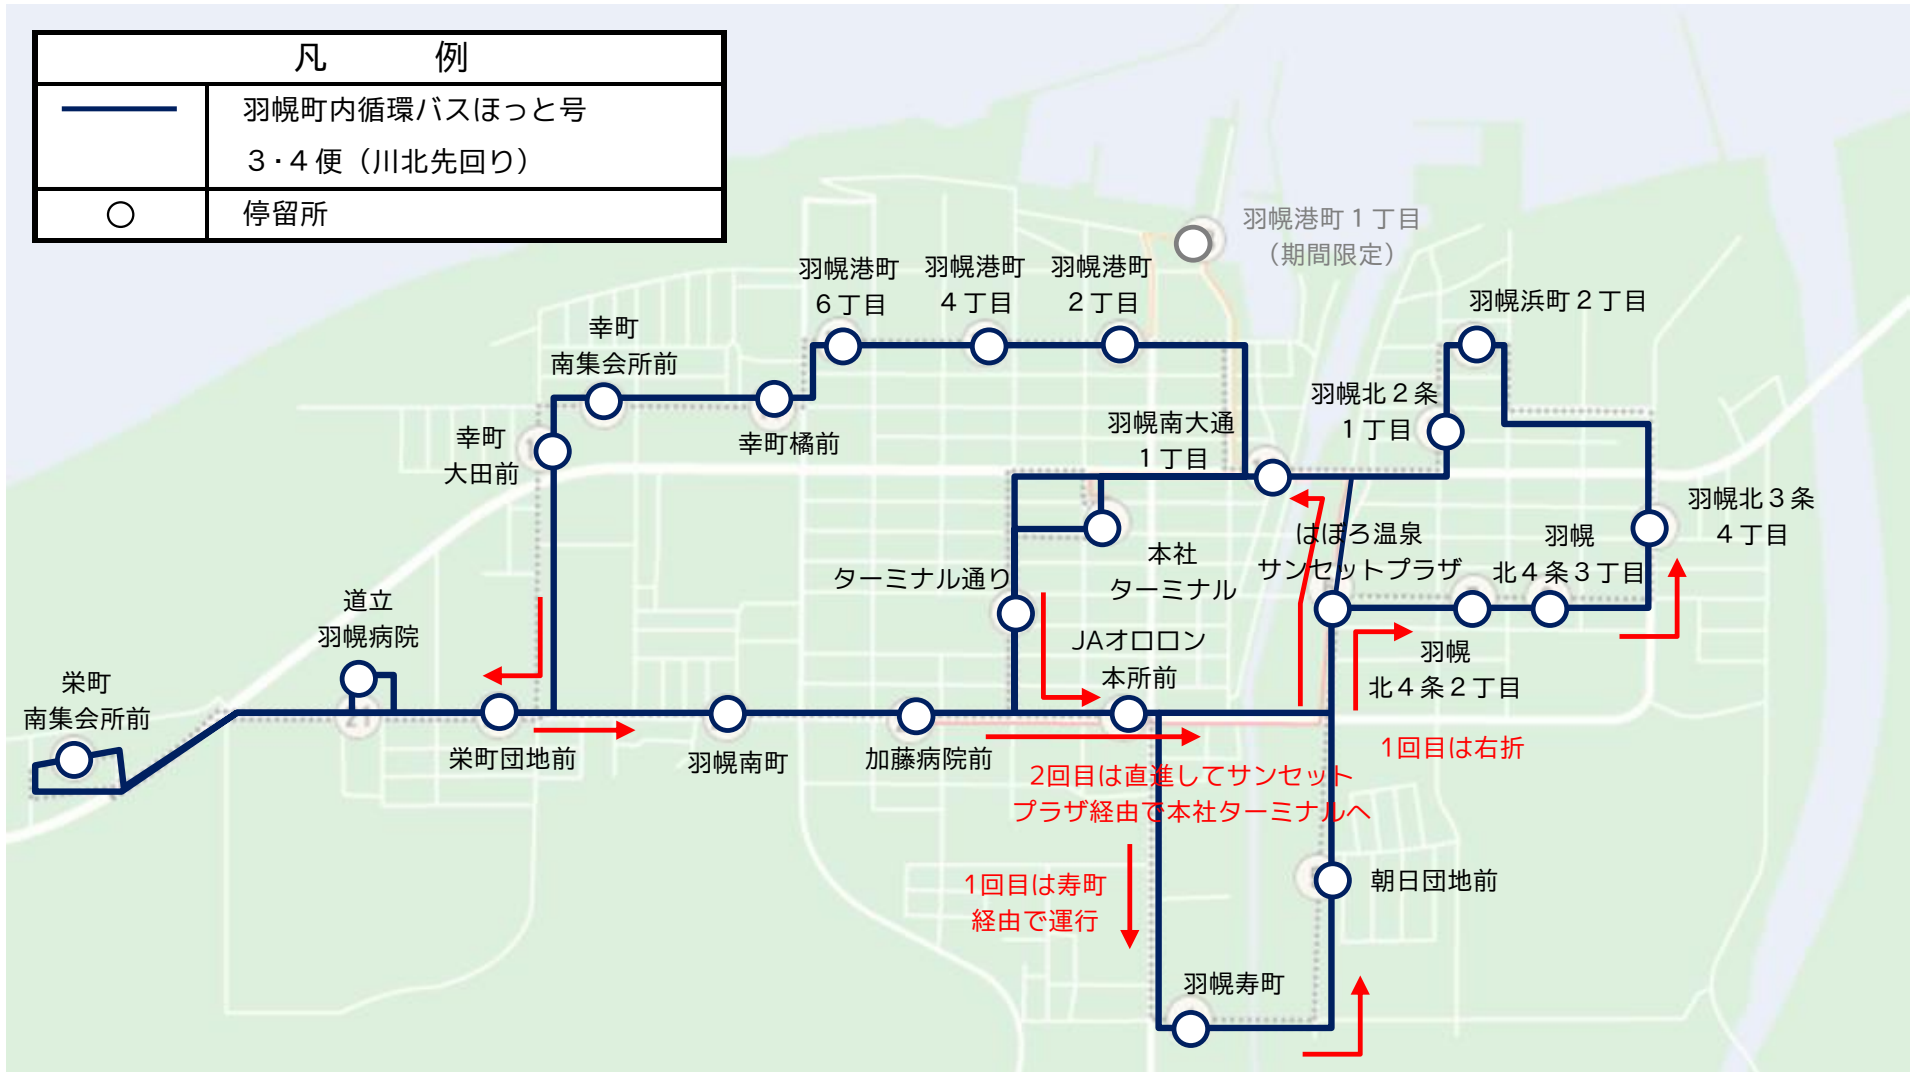 凡　例
羽幌町内循環バスほっと号
３・４便（川北先回り）
停留所
羽幌港町１丁目
（期間限定）
羽幌港町
６丁目
羽幌港町
４丁目
羽幌港町
２丁目
羽幌浜町２丁目
幸町
南集会所前
羽幌北２条
１丁目
羽幌南大通
１丁目
幸町
大田前
幸町橘前
羽幌北３条
４丁目
はぼろ温泉
サンセットプラザ
羽幌
北４条３丁目
本社
ターミナル
ターミナル通り
道立
羽幌病院
JAオロロン
本所前
羽幌
北４条２丁目
栄町
南集会所前
21
栄町団地前
羽幌南町
加藤病院前
1回目は右折
2回目は直進してサンセット
プラザ経由で本社ターミナルへ
1回目は寿町
経由で運行
朝日団地前
羽幌寿町